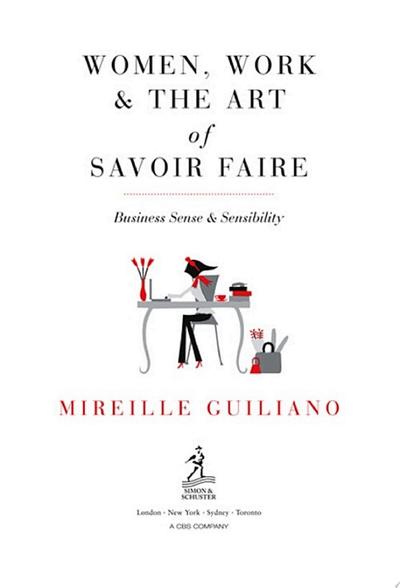 WOMEN, WORK
& THE ART
of
SAVOIR FAIRE
Business Sense & Sensibility
MIREILLE GUILIANO
SIMON &
SCHUSTER
London · New York · Sydney · Toronto
A CBS COMPANY